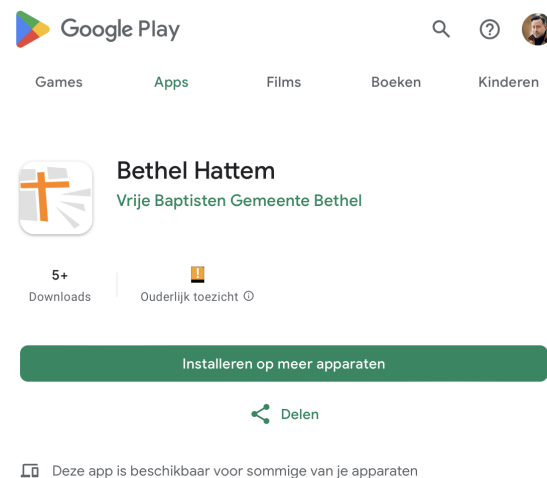 Google Play
Games Apps Films Boeken Kinderen
Bethel Hattem
Vrije Baptisten Gemeente Bethel
5+
Downloads
!
Ouderlijk toezicht
Installeren op meer apparaten
Delen
Deze app is beschikbaar voor sommige van je apparaten